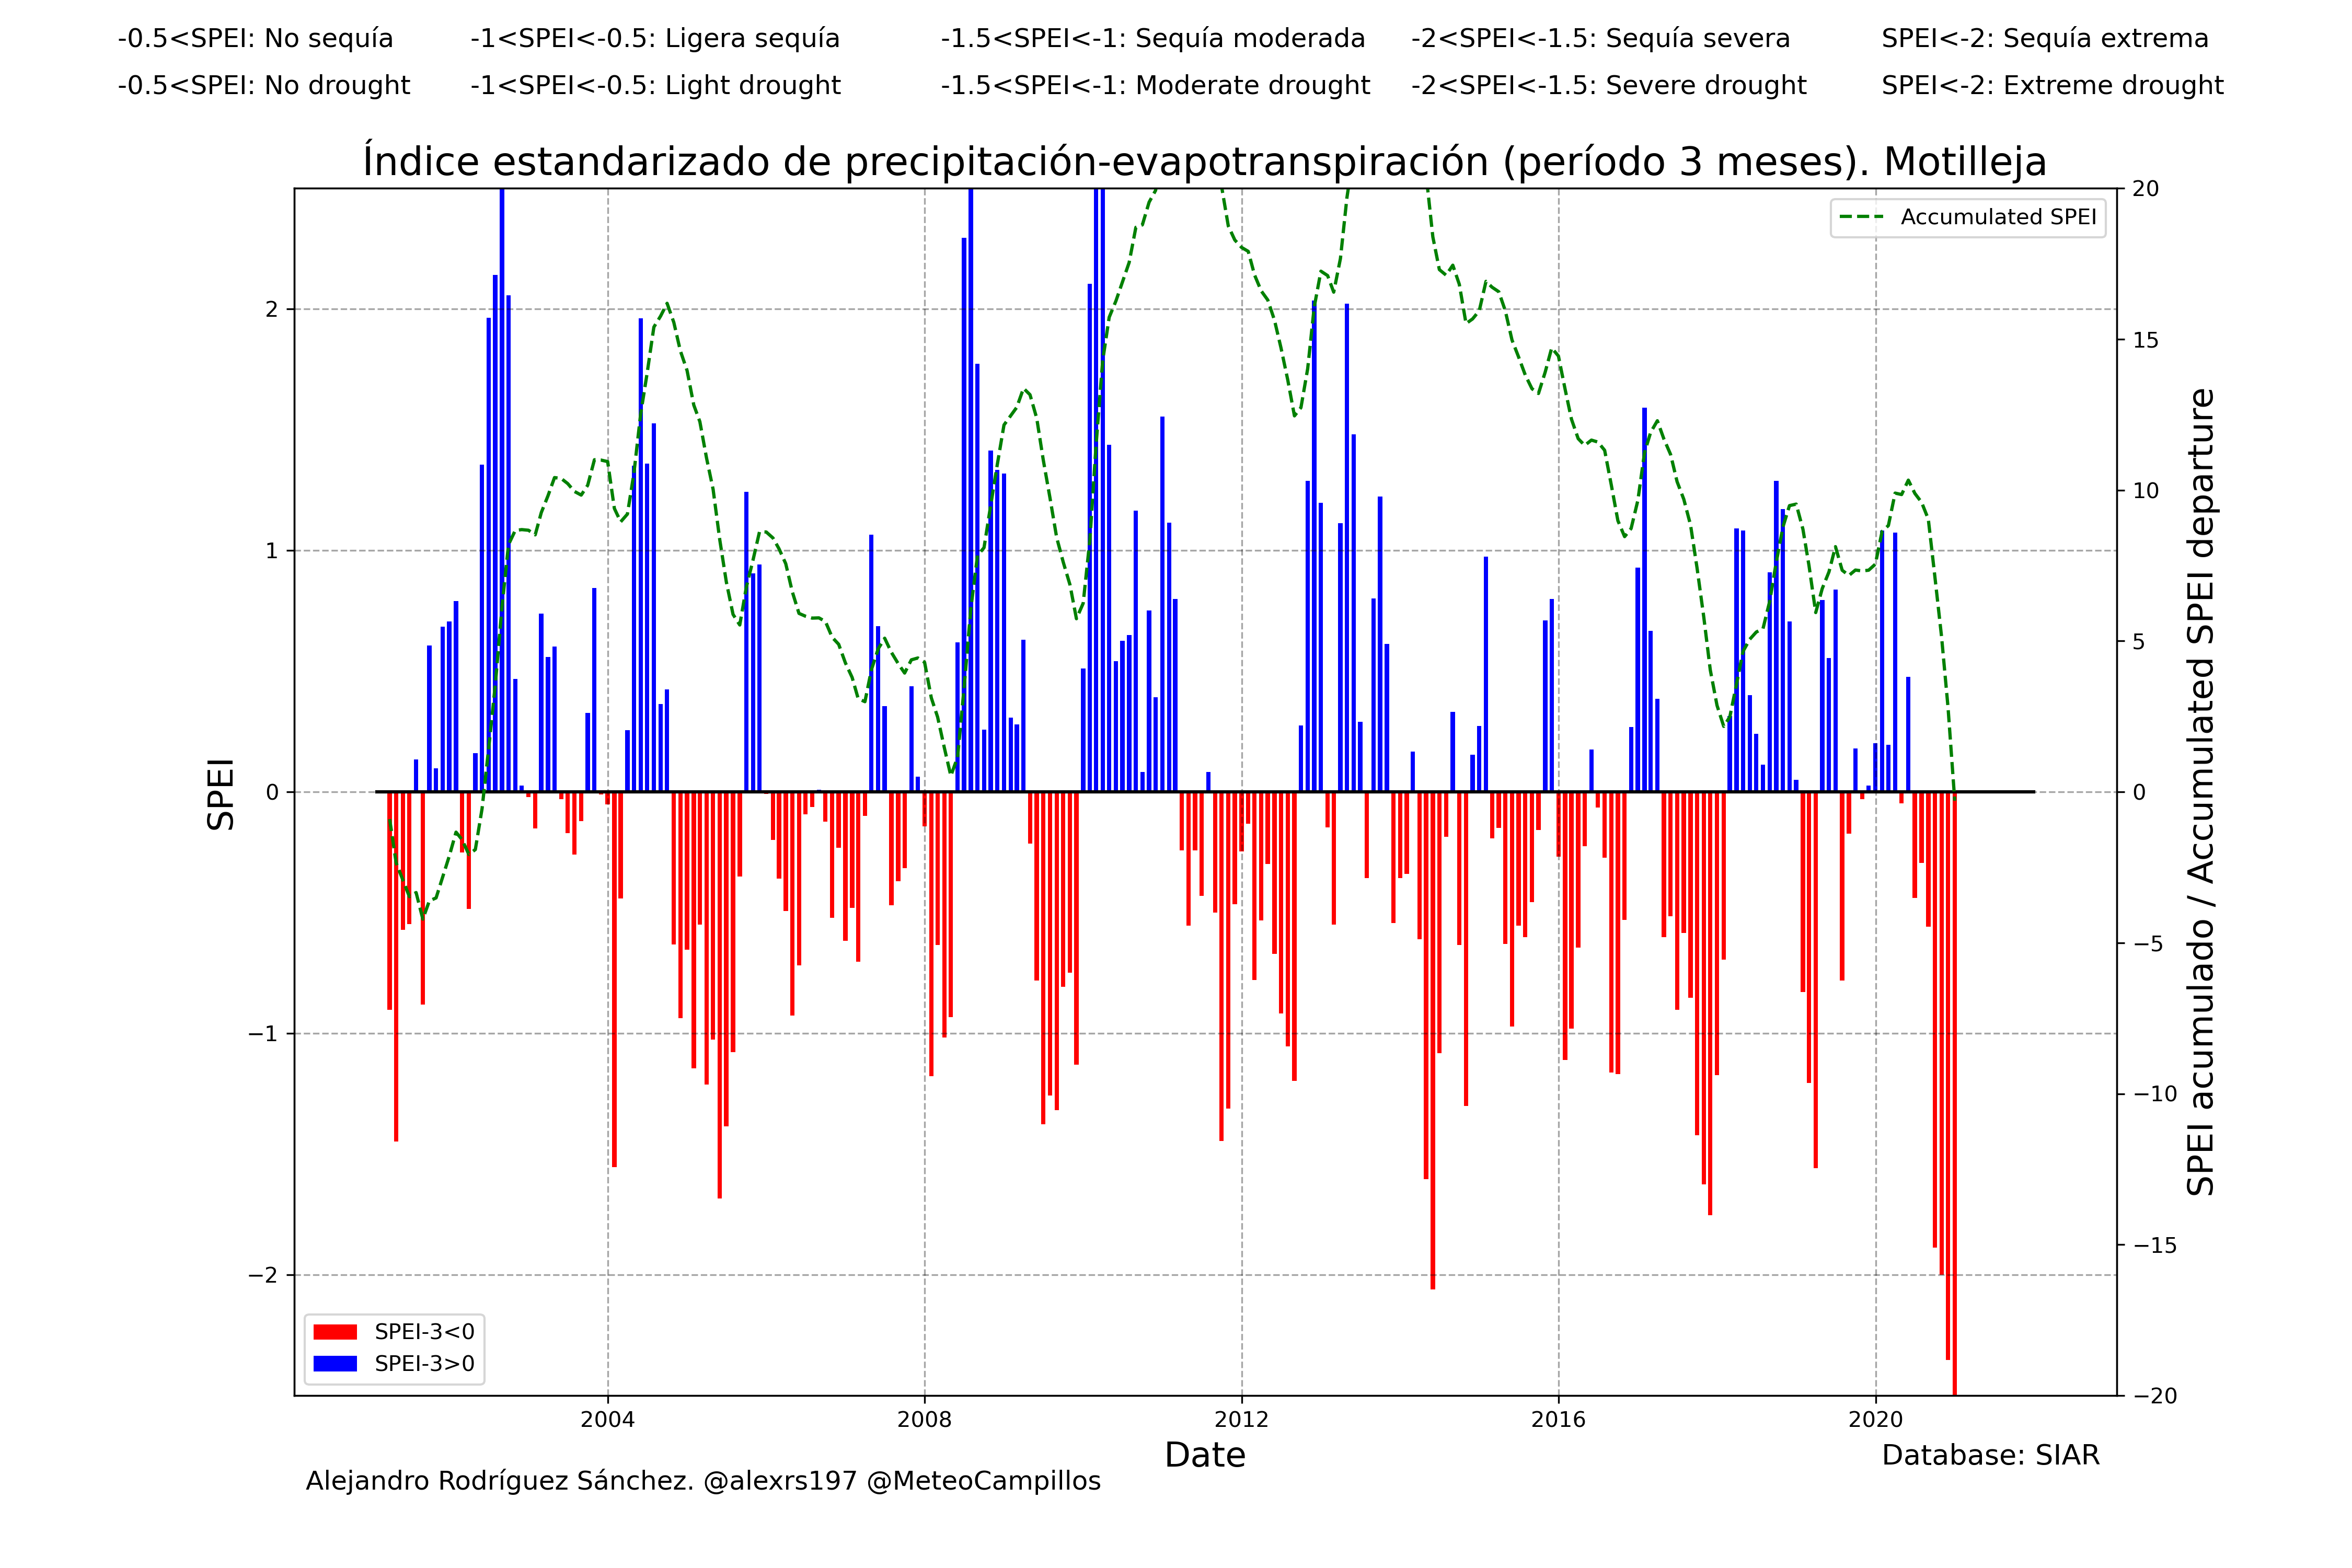 -0.5<SPEI: No sequía -1<SPEI<-0.5: Ligera sequía -1.5<SPEI<-1: Sequía moderada -2<SPEI<-1.5: Sequía severa SPEI<-2: Sequía extrema
-0.5<SPEI: No drought -1<SPEI<-0.5: Light drought -1.5<SPEI<-1: Moderate drought -2<SPEI<-1.5: Severe drought SPEI<-2: Extreme drought
Índice estandarizado de precipitación-evapotranspiración (período 3 meses). Motilleja
Accumulated SPEI
SPEI
2
1
0
−1
−2
20
15
10
5
0
−5
−10
−15
−20
SPEI acumulado / Accumulated SPEI departure
SPEI-3<0
SPEI-3>0
2004 2008 2012 2016 2020
Date
Database: SIAR
Alejandro Rodríguez Sánchez. @alexrs197 @MeteoCampillos